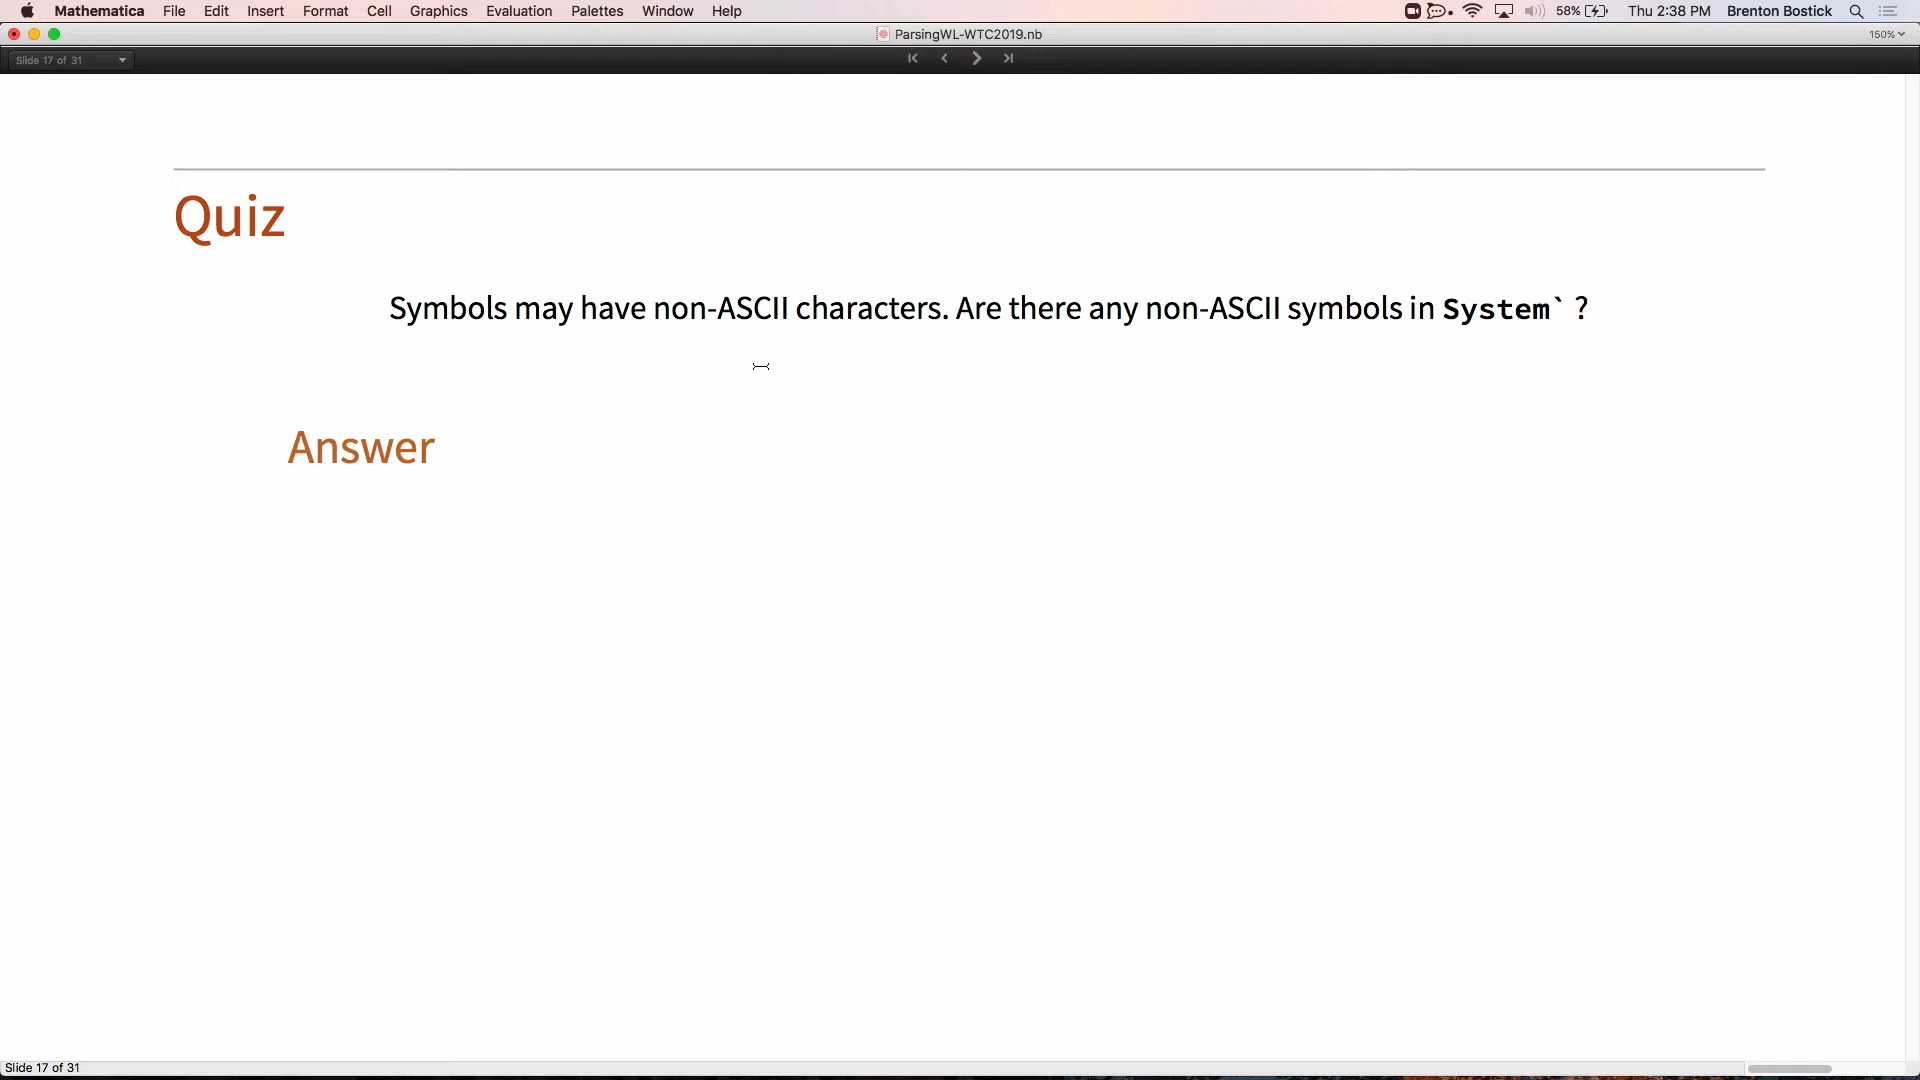 Mathematica File Edit Insert Format Cell Graphics Evaluation Palettes Window Help 58% Thu 2:38 PM Brenton Bostick
ParsingWL-WTC2019.nb 150%
Slide 17 of 31
Quiz
Symbols may have non-ASCII characters. Are there any non-ASCII symbols in System` ?
Answer
Slide 17 of 31